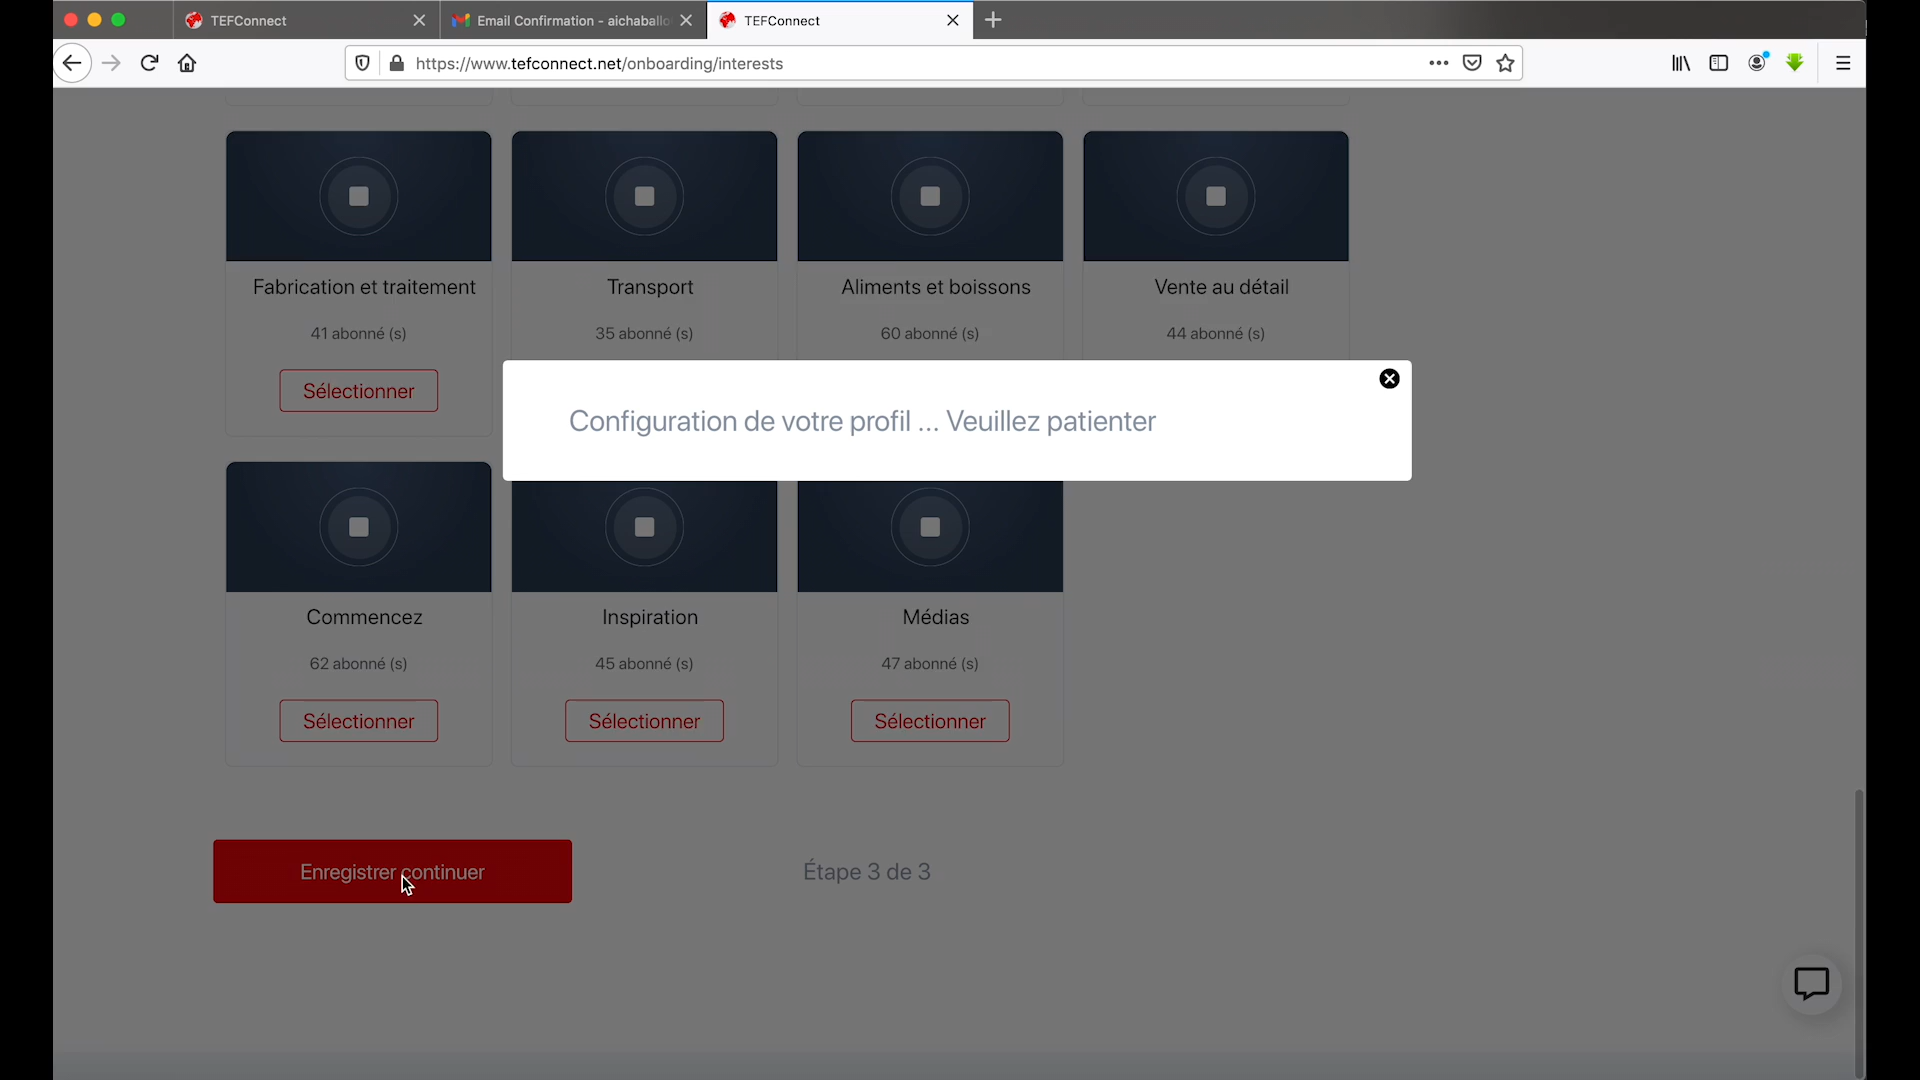 TEFConnect
Email Confirmation - aichaballo
TEFConnect
https://www.tefconnect.net/onboarding/interests
Fabrication et traitement
Transport
Aliments et boissons
Vente au détail
41 abonné (s)
35 abonné (s)
60 abonné (s)
44 abonné (s)
Sélectionner
Configuration de votre profil ... Veuillez patienter
Commencez
Inspiration
Médias
62 abonné (s)
45 abonné (s)
47 abonné (s)
Sélectionner
Sélectionner
Sélectionner
Enregistrer continuer
Étape 3 de 3